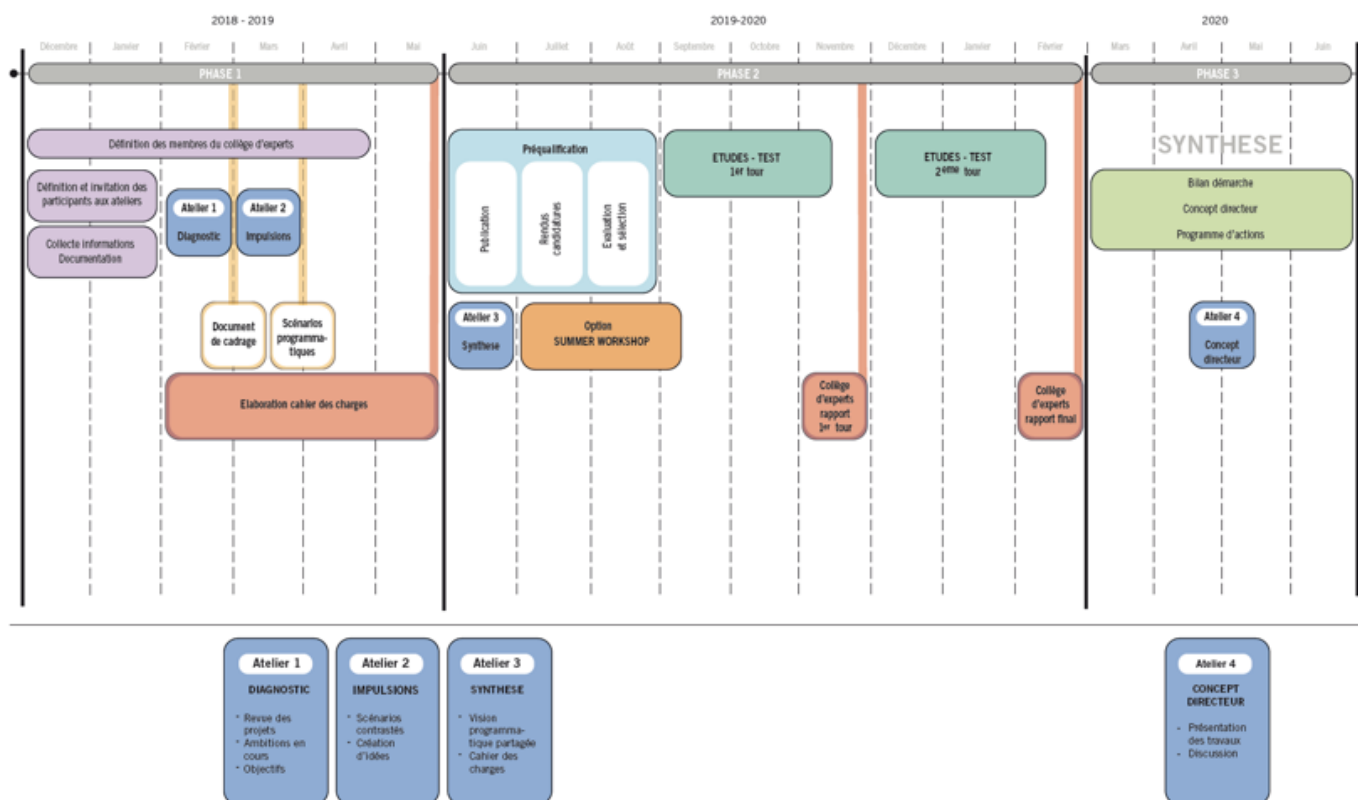 2018 - 2019
2019-2020
2020
Décembre
Janvier
Février
Mars
Avril
Mai
Juin
Juillet
Août
Septembre
Octobre
Novembre
Décembre
Janvier
Février
Mars
Avril
Mai
Juin
PHASE 1
PHASE 2
PHASE 3
Définition des membres du collège d'experts
Définition et invitation des
participants aux ateliers
Collecte informations
Documentation
Atelier 1
Diagnostic
Atelier 2
Impulsions
Document
de cadrage
Scénarios
programma-
tiques
Elaboration cahier des charges
Préqualification
Publication
Rendus
candidatures
Evaluation
et sélection
Atelier 3
Synthese
Option
SUMMER WORKSHOP
ETUDES - TEST
1er tour
ETUDES - TEST
2eme tour
Collège
d'experts
rapport
1er tour
Collège
d'experts
rapport final
SYNTHESE
Bilan démarche
Concept directeur
Programme d'actions
Atelier 4
Concept
directeur
Atelier 1
DIAGNOSTIC
- Revue des
projets
- Ambitions en
cours
- Objectifs
Atelier 2
IMPULSIONS
- Scénarios
contrastés
- Création
d'idées
Atelier 3
SYNTHESE
- Vision
programma-
tique partagée
- Cahier des
charges
Atelier 4
CONCEPT
DIRECTEUR
- Présentation
des travaux
- Discussion